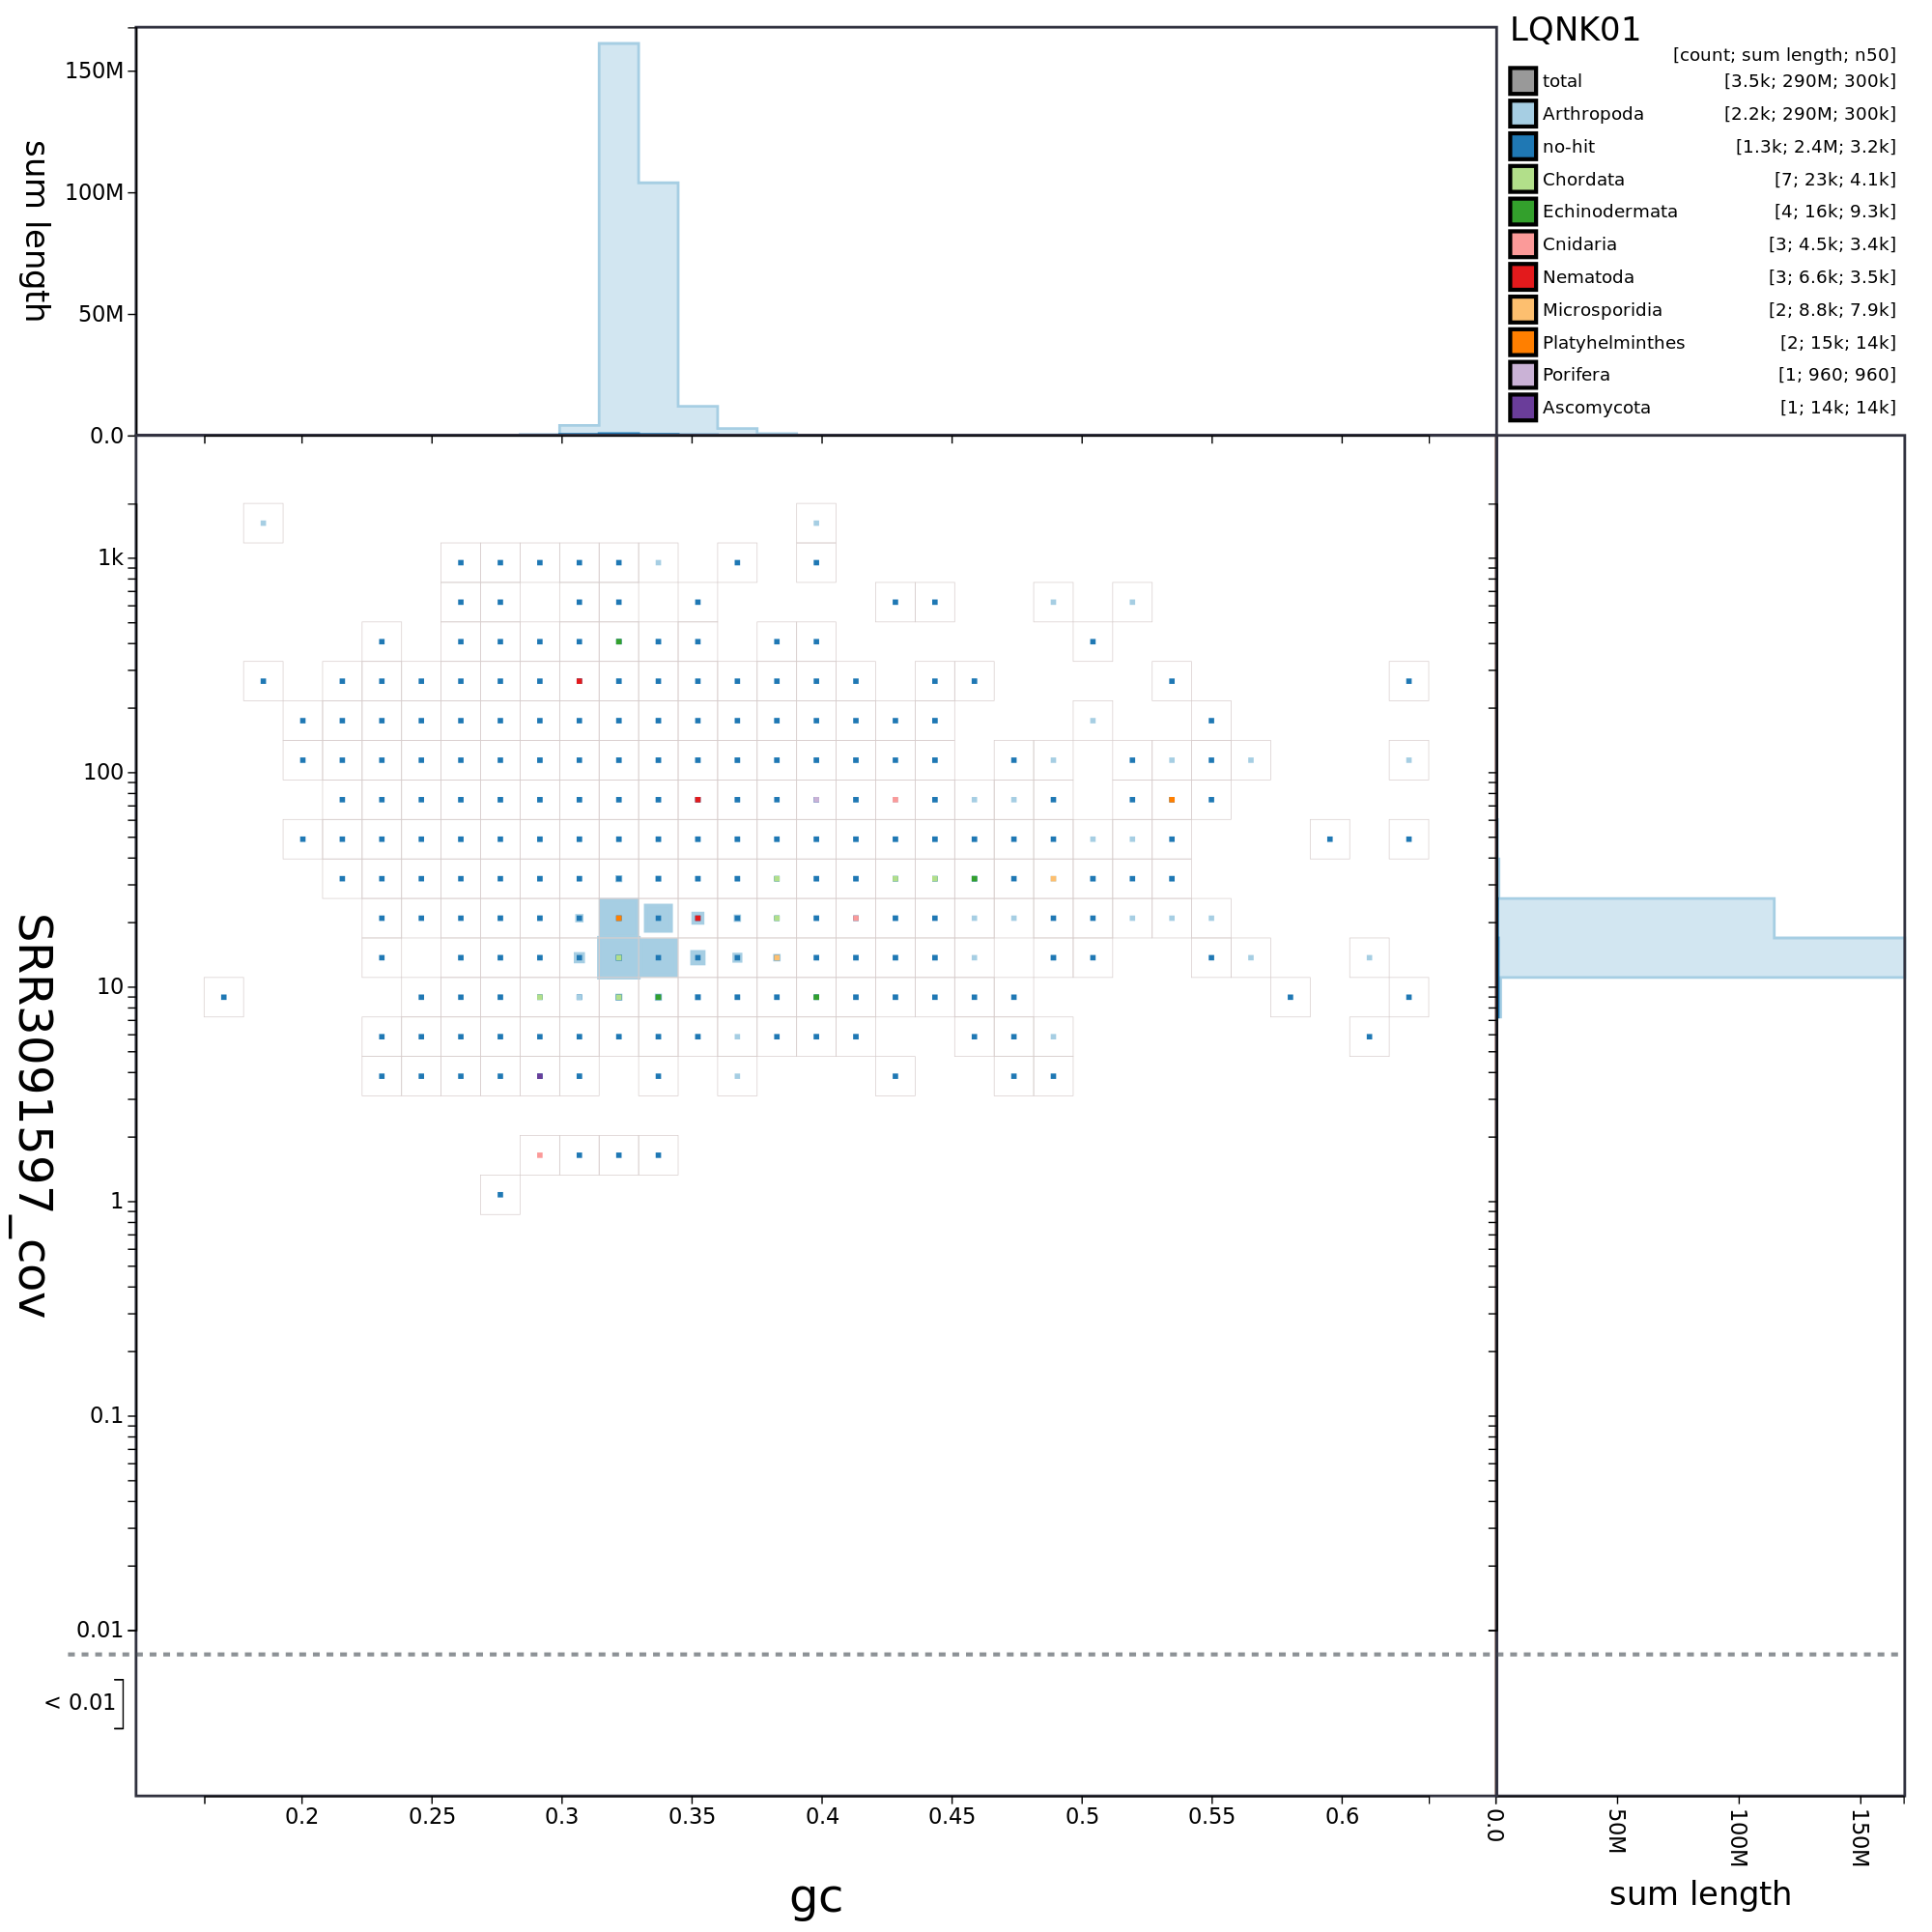 LQNK01
[count; sum length; n50]
total [3.5k; 290M; 300k]
Arthropoda [2.2k; 290M; 300k]
no-hit [1.3k; 2.4M; 3.2k]
Chordata [7; 23k; 4.1k]
Echinodermata [4; 16k; 9.3k]
Cnidaria [3; 4.5k; 3.4k]
Nematoda [3; 6.6k; 3.5k]
Microsporidia [2; 8.8k; 7.9k]
Platyhelminthes [2; 15k; 14k]
Porifera [1; 960; 960]
Ascomycota [1; 14k; 14k]
sum length
150M
100M
50M
0.0
SRR3091597_cov
1k
100
10
1
0.1
0.01
< 0.01
0.2 0.25 0.3 0.35 0.4 0.45 0.5 0.55 0.6
gc
0.0 50M 100M 150M
sum length